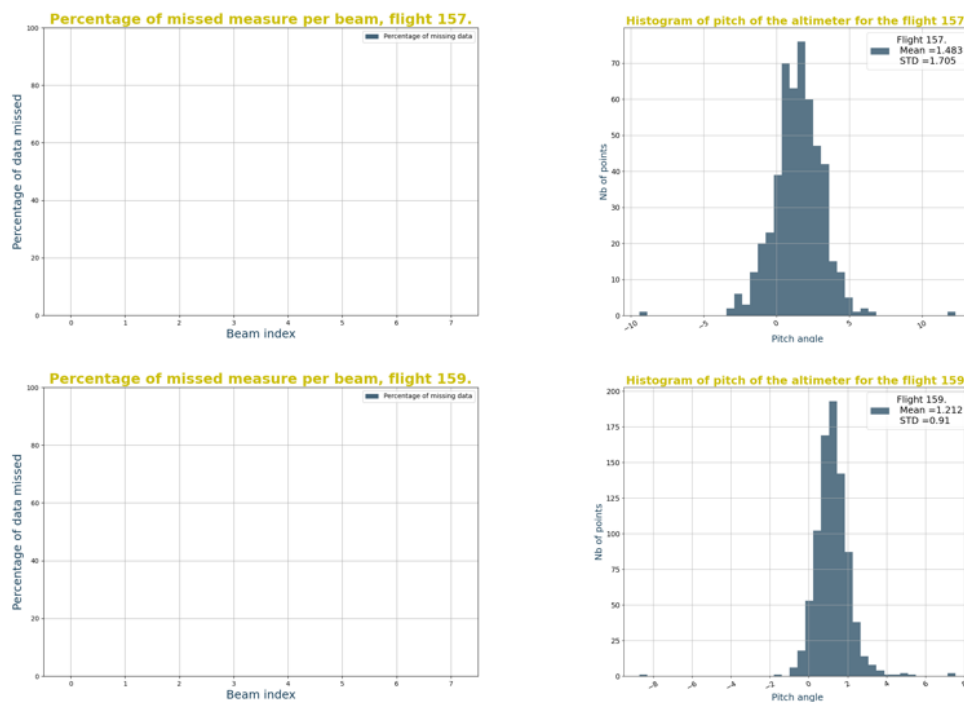 Percentage of missed measure per beam, flight 157.
Percentage of missing data
100
80
60
40
20
0
Percentage of data missed
0 1 2 3 4 5 6 7
Beam index
Histogram of pitch of the altimeter for the flight 157
Flight 157.
Mean =1.483
STD =1.705
70
60
50
40
30
20
10
0
Nb of points
−10 −5 0 5 10
Pitch angle
Percentage of missed measure per beam, flight 159.
Percentage of missing data
100
80
60
40
20
0
Percentage of data missed
0 1 2 3 4 5 6 7
Beam index
Histogram of pitch of the altimeter for the flight 159
Flight 159.
Mean =1.212
STD =0.91
200
175
150
125
100
75
50
25
0
Nb of points
−8 −6 −4 −2 0 2 4 6
Pitch angle